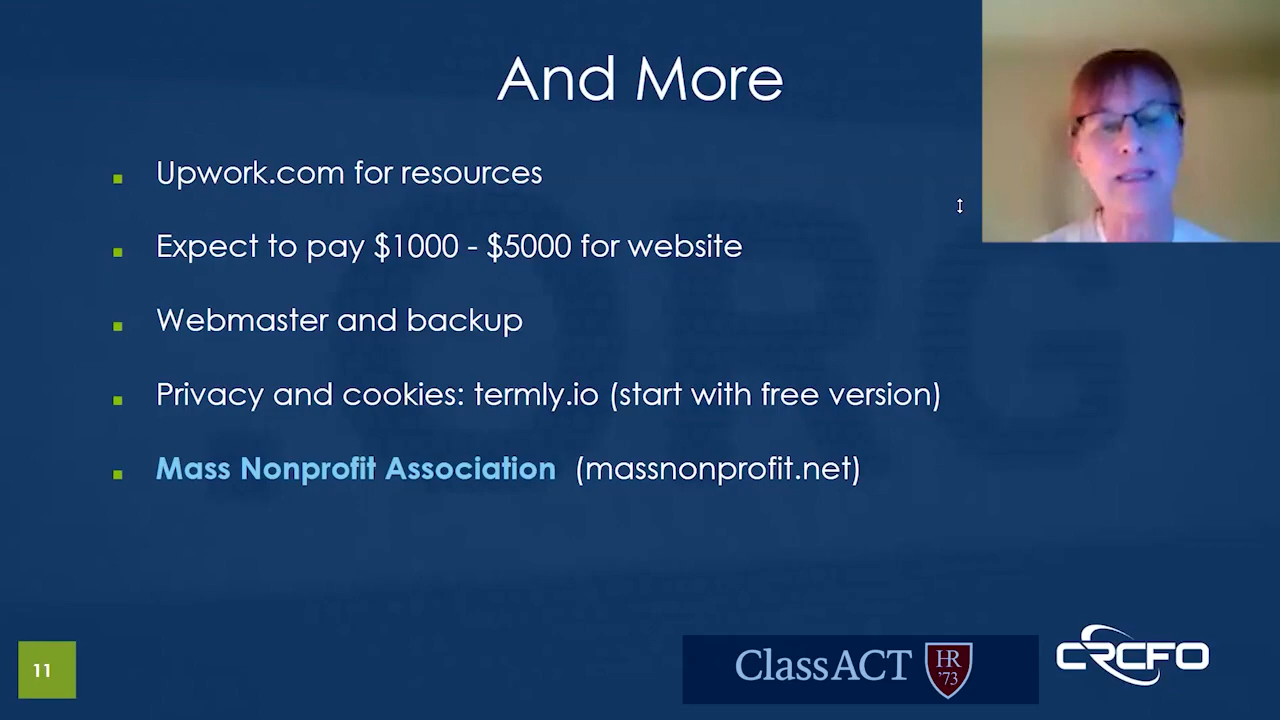 And More
Upwork.com for resources
Expect to pay $1000 - $5000 for website
Webmaster and backup
Privacy and cookies: termly.io (start with free version)
Mass Nonprofit Association (massnonprofit.net)
11
ClassACT HR '73
CRCFO
.ORG